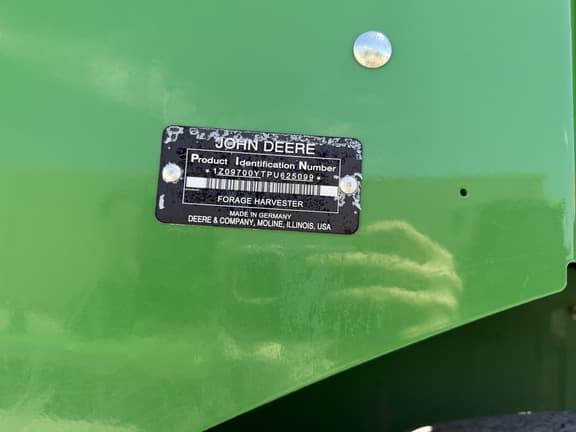 JOHN DEERE
Product Identification Number
*1Z09700YTPU625099*
FORAGE HARVESTER
MADE IN GERMANY
DEERE & COMPANY, MOLINE, ILLINOIS, USA